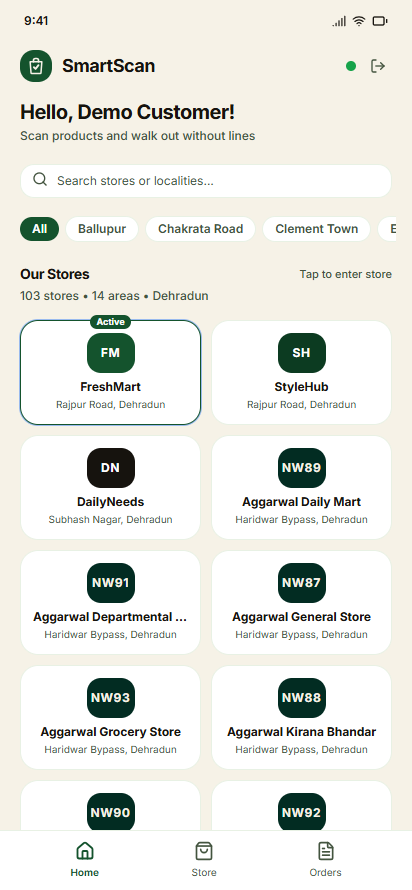 9:41
SmartScan
Hello, Demo Customer!
Scan products and walk out without lines
Search stores or localities...
All Ballupur Chakrata Road Clement Town
Our Stores Tap to enter store
103 stores • 14 areas • Dehradun
Active
FM SH
FreshMart StyleHub
Rajpur Road, Dehradun Rajpur Road, Dehradun
DN NW89
DailyNeeds Aggarwal Daily Mart
Subhash Nagar, Dehradun Haridwar Bypass, Dehradun
NW91 NW87
Aggarwal Departmental ... Aggarwal General Store
Haridwar Bypass, Dehradun Haridwar Bypass, Dehradun
NW93 NW88
Aggarwal Grocery Store Aggarwal Kirana Bhandar
Haridwar Bypass, Dehradun Haridwar Bypass, Dehradun
NW90 NW92
Home Store Orders